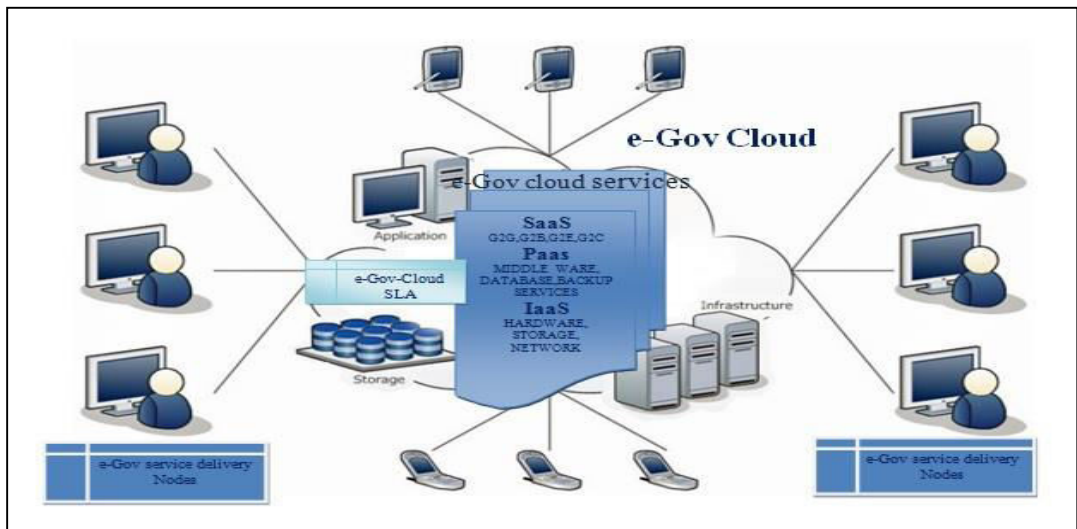 e-Gov Cloud
e-Gov cloud services
SaaS
G2G,G2B,G2E,G2C
Paas
MIDDLE WARE,
DATABASE,BACKUP
SERVICES
IaaS
HARDWARE,
STORAGE,
NETWORK
Application
e-Gov-Cloud
SLA
Storage
Infrastructure
e-Gov service delivery
Nodes
e-Gov service delivery
Nodes